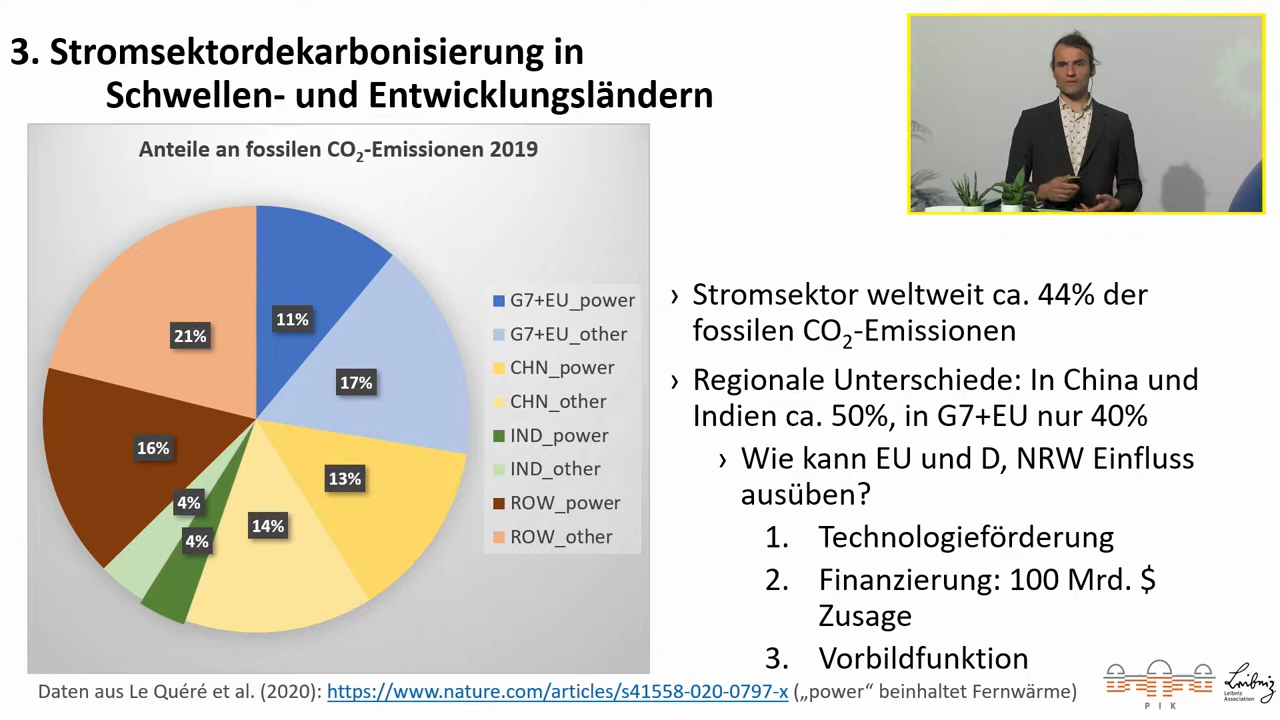 3. Stromsektordekarbonisierung in
Schwellen- und Entwicklungsländern
Anteile an fossilen CO₂-Emissionen 2019
11%
17%
13%
14%
4%
4%
16%
21%
G7+EU_power
G7+EU_other
CHN_power
CHN_other
IND_power
IND_other
ROW_power
ROW_other
› Stromsektor weltweit ca. 44% der
fossilen CO₂-Emissionen
› Regionale Unterschiede: In China und
Indien ca. 50%, in G7+EU nur 40%
› Wie kann EU und D, NRW Einfluss
ausüben?
1. Technologieförderung
2. Finanzierung: 100 Mrd. $
Zusage
3. Vorbildfunktion
Daten aus Le Quéré et al. (2020): https://www.nature.com/articles/s41558-020-0797-x („power“ beinhaltet Fernwärme)
PIK
Leibniz
Leibniz
Association